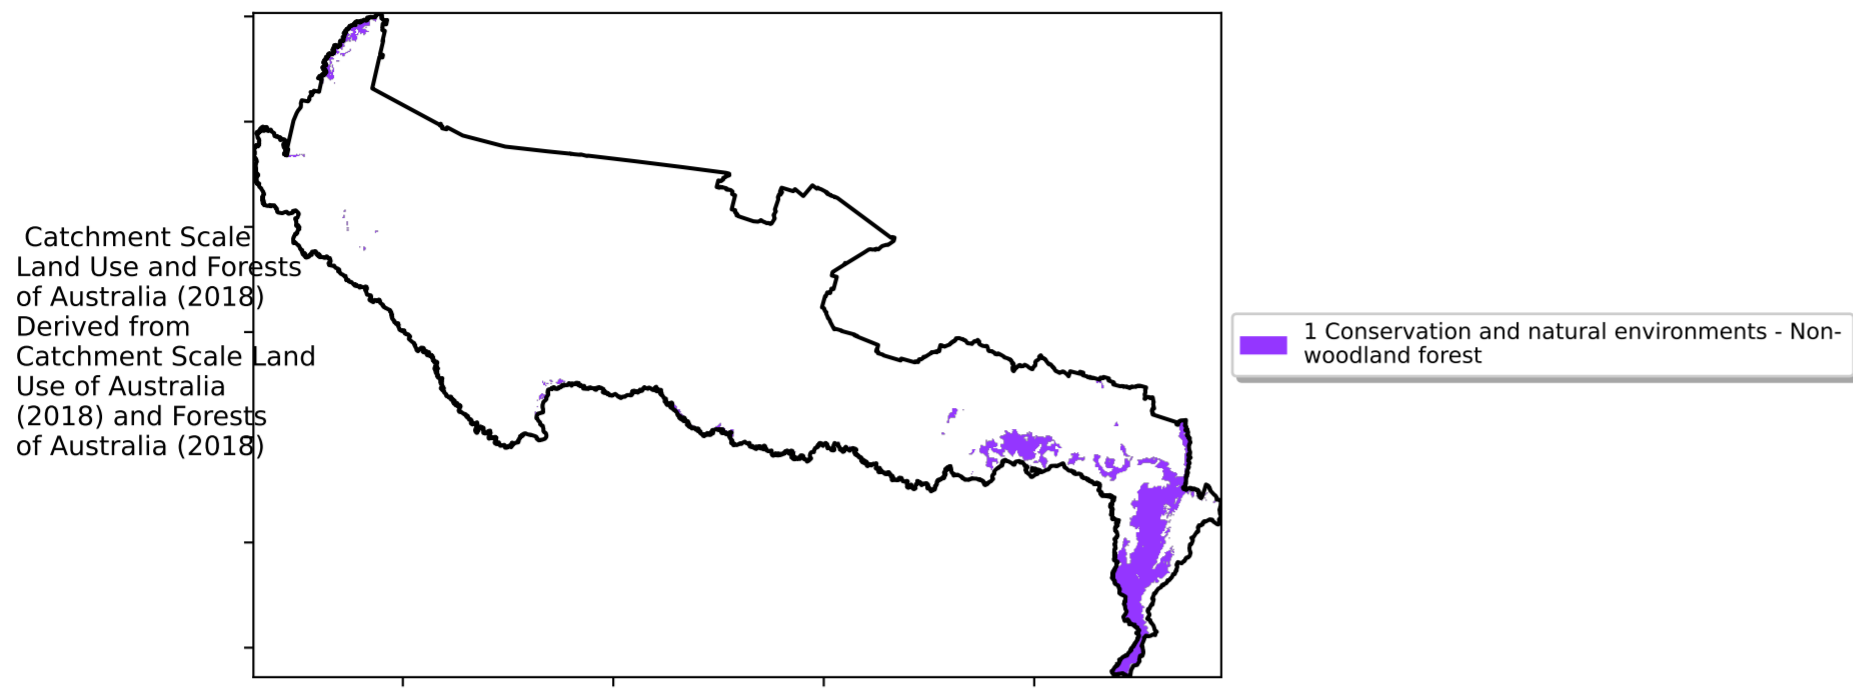 Catchment Scale
Land Use and Forests
of Australia (2018)
Derived from
Catchment Scale Land
Use of Australia
(2018) and Forests
of Australia (2018)
1 Conservation and natural environments - Non-
woodland forest